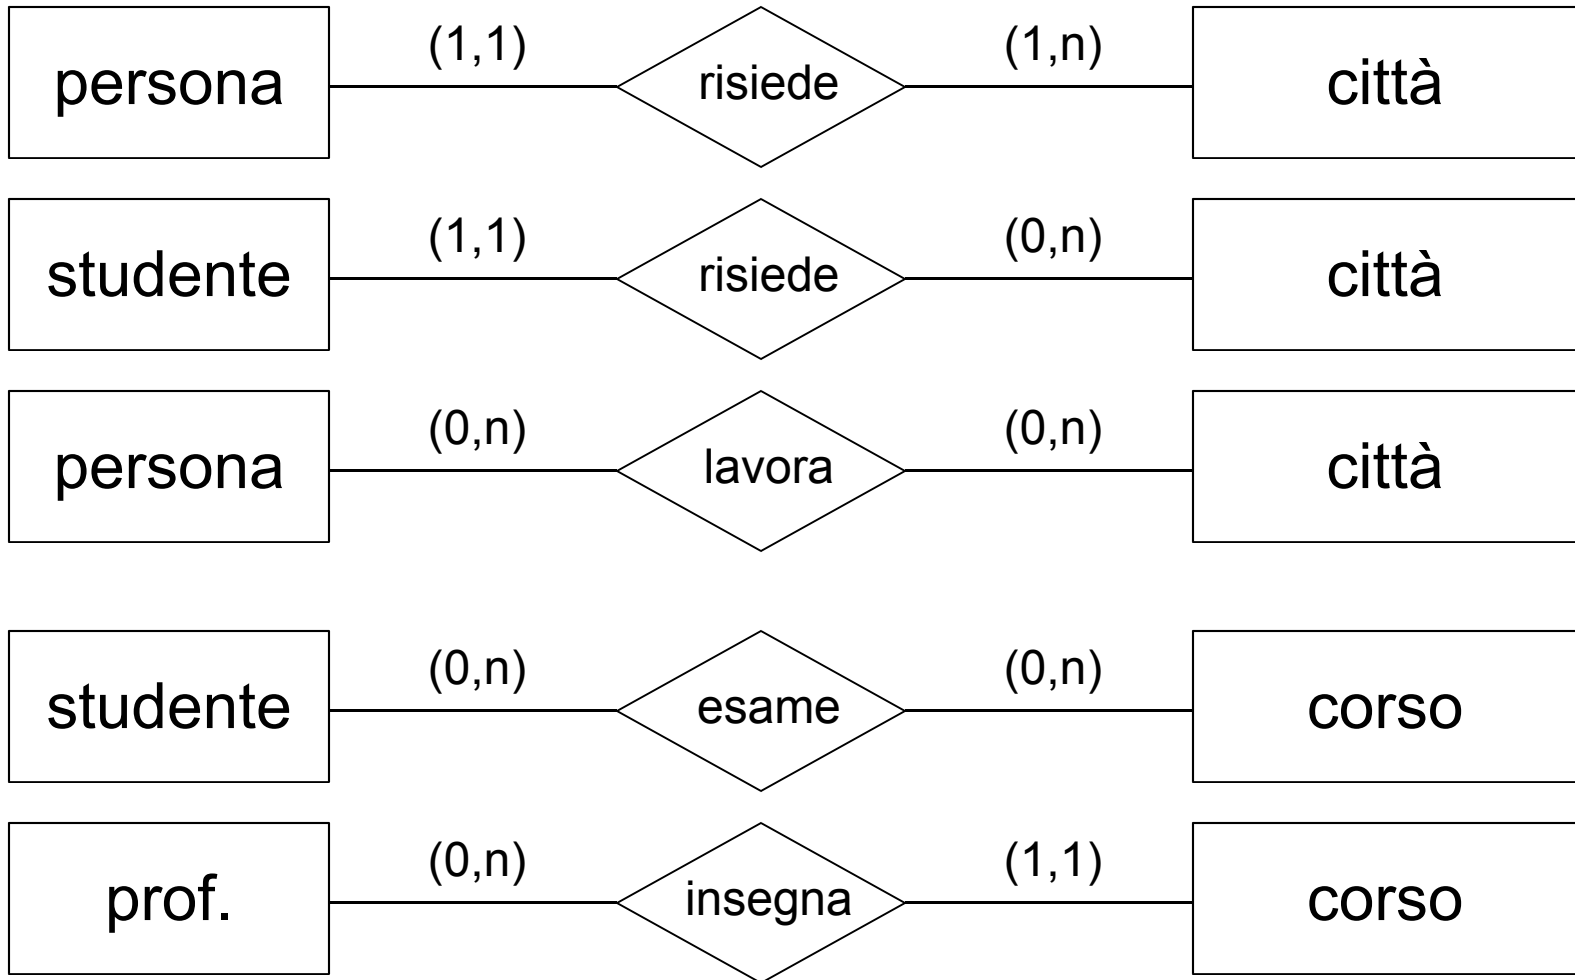 (1,1) (1,n)
persona risiede città
(1,1) (0,n)
studente risiede città
(0,n) (0,n)
persona lavora città
(0,n) (0,n)
studente esame corso
(0,n) (1,1)
prof. insegna corso